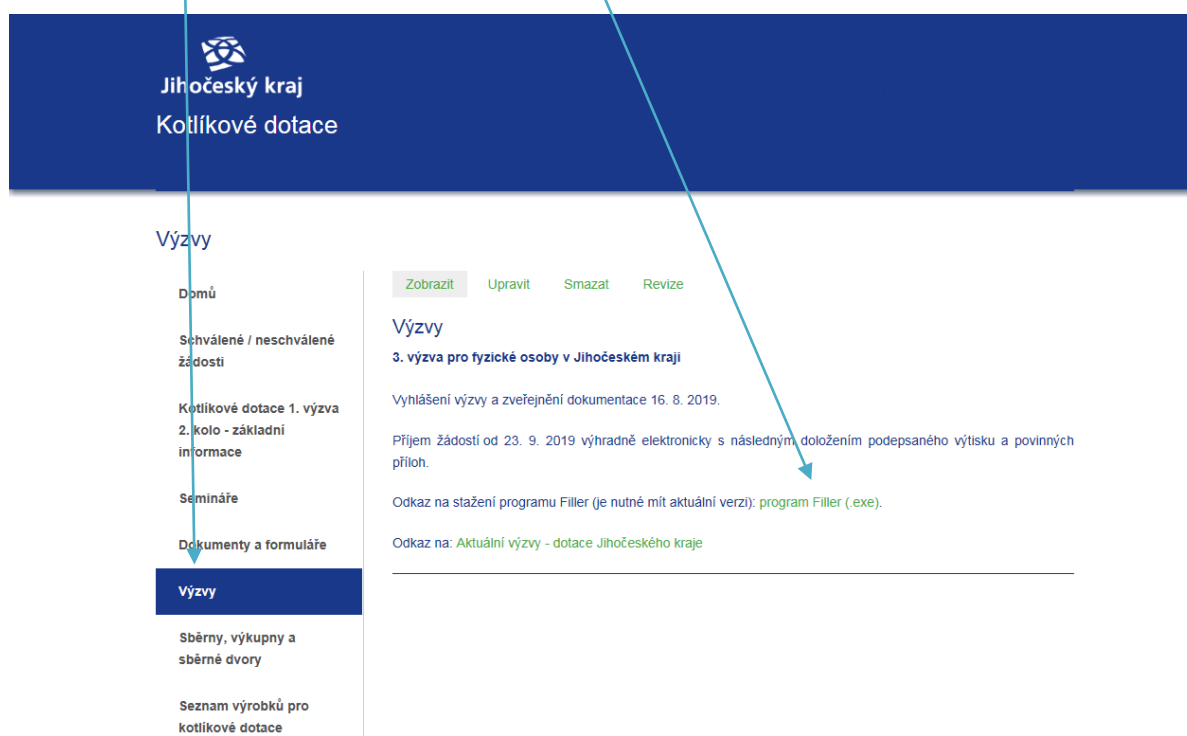 Jihočeský kraj
Kotlíkové dotace
Výzvy
Domů
Schválené / neschválené
žádosti
Kotlíkové dotace 1. výzva
2. kolo - základní
informace
Semináře
Dokumenty a formuláře
Výzvy
Sběrny, výkupny a
sběrné dvory
Seznam výrobků pro
kotlíkové dotace
Zobrazit Upravit Smazat Revize
Výzvy
3. výzva pro fyzické osoby v Jihočeském kraji
Vyhlášení výzvy a zveřejnění dokumentace 16. 8. 2019.
Příjem žádostí od 23. 9. 2019 výhradně elektronicky s následným doložením podepsaného výtisku a povinných
příloh.
Odkaz na stažení programu Filler (je nutné mít aktuální verzi): program Filler (.exe).
Odkaz na: Aktuální výzvy - dotace Jihočeského kraje